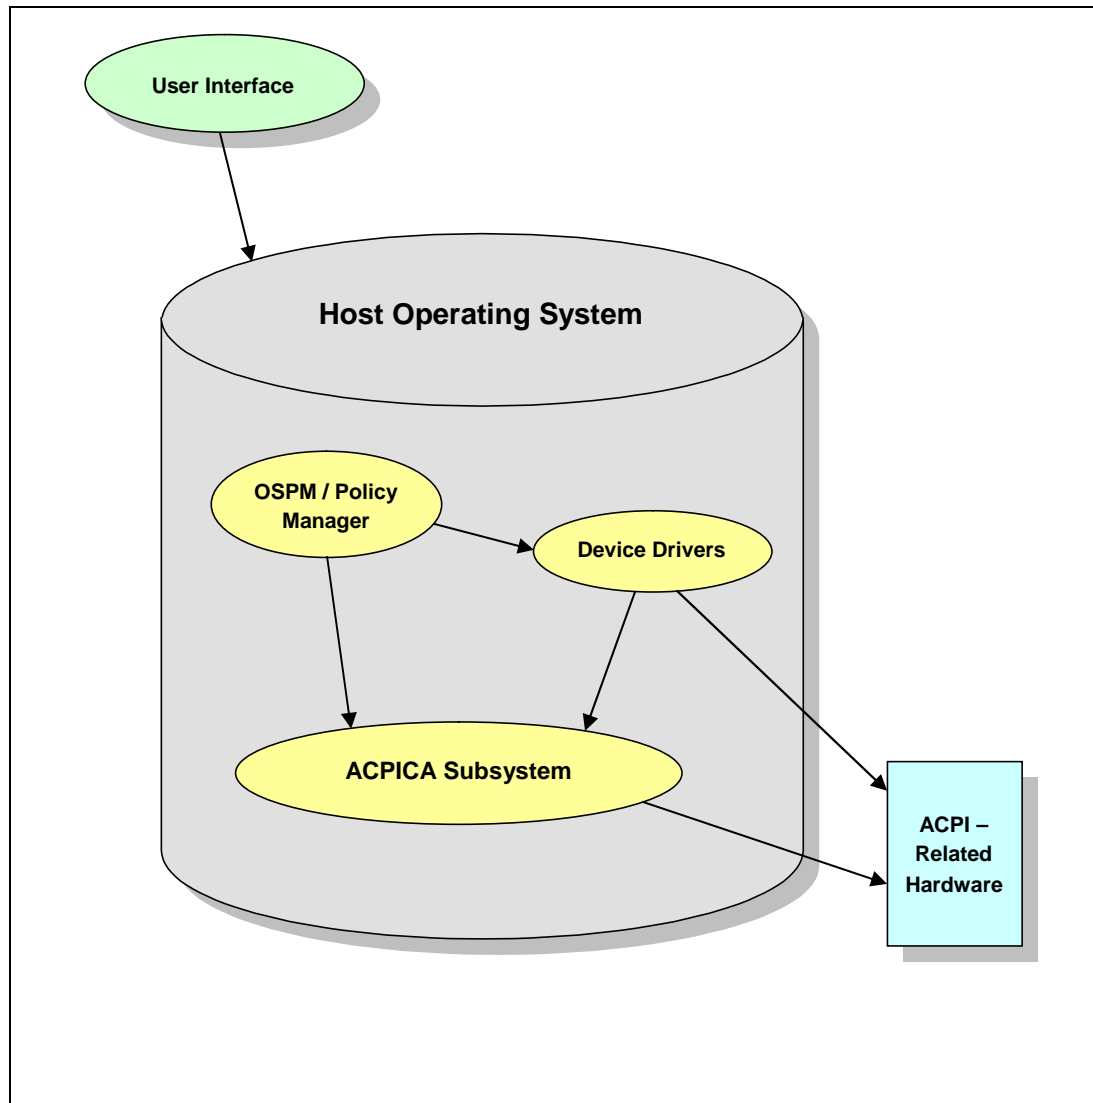 User Interface
Host Operating System
OSPM / Policy
Manager
Device Drivers
ACPICA Subsystem
ACPI –
Related
Hardware